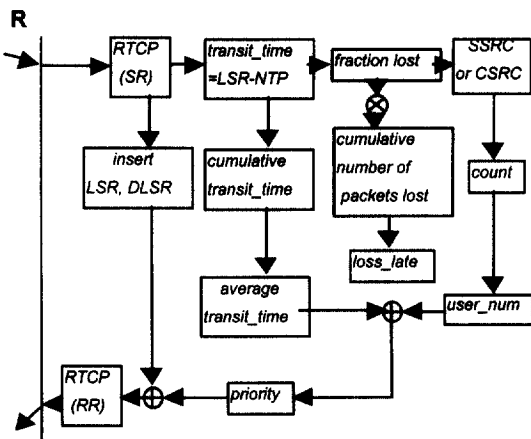 R
RTCP
(SR)
transit_time
=LSR-NTP
fraction lost
SSRC
or CSRC
insert
LSR, DLSR
cumulative
transit_time
cumulative
number of
packets lost
count
loss_late
average
transit_time
user_num
RTCP
(RR)
priority